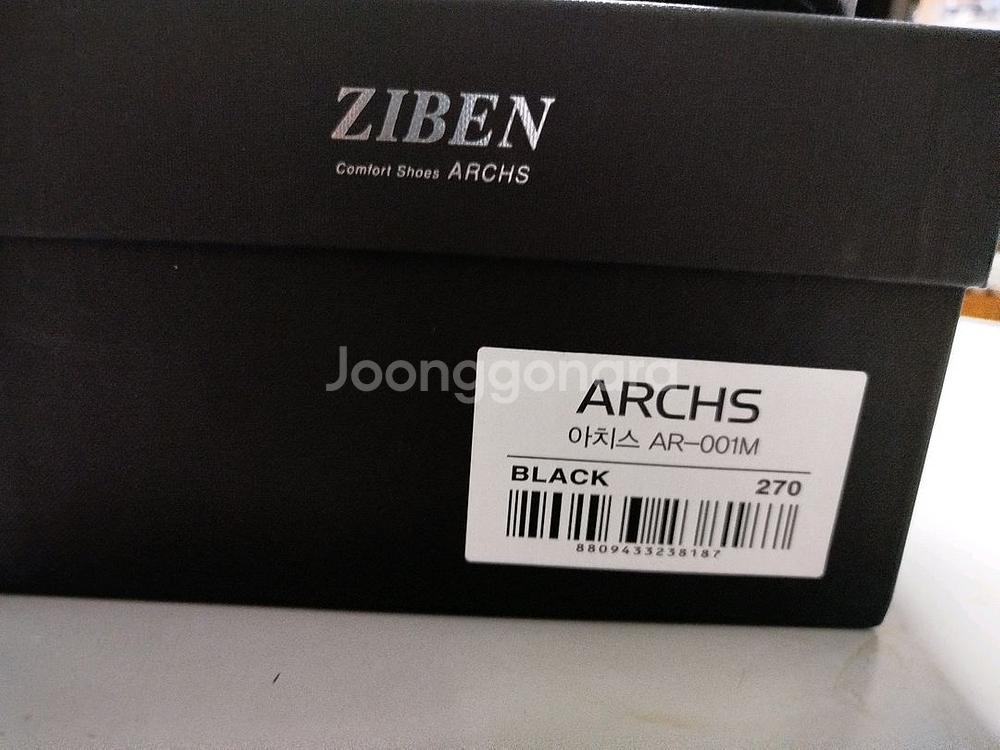 ZIBEN
Comfort Shoes ARCHS
Joonggonara
ARCHS
아치스 AR-001M
BLACK 270
8809433238187